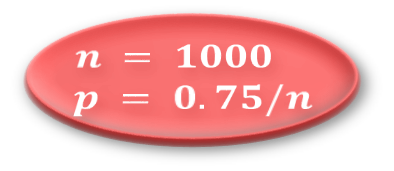 n = 1000
p = 0.75/n